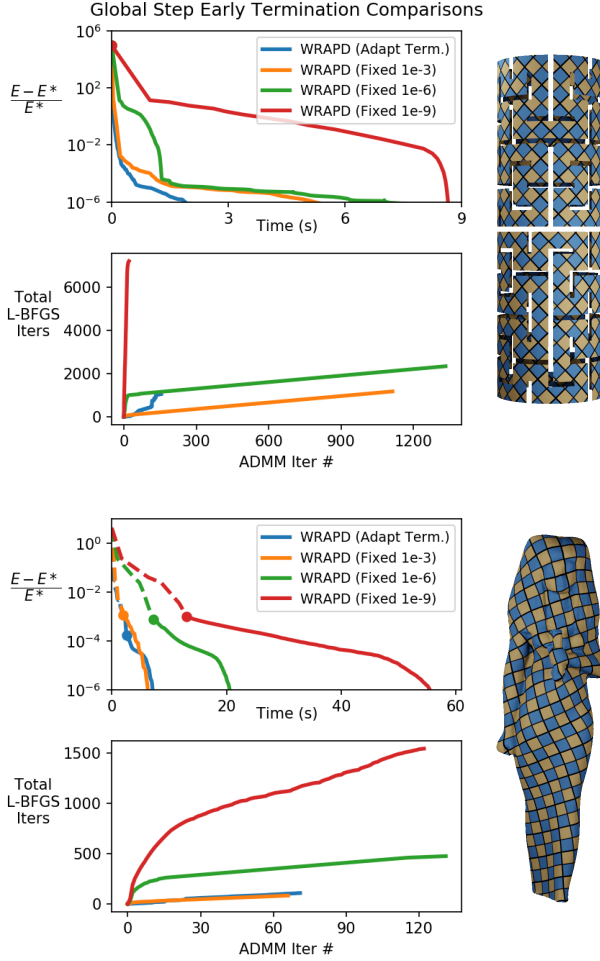 Global Step Early Termination Comparisons
10^6
10^2
10^-2
10^-6
E − E*
E*
WRAPD (Adapt Term.)
WRAPD (Fixed 1e-3)
WRAPD (Fixed 1e-6)
WRAPD (Fixed 1e-9)
0 3 6 9
Time (s)
Total
L-BFGS
Iters
6000
4000
2000
0
0 300 600 900 1200
ADMM Iter #
10^0
10^-2
10^-4
10^-6
E − E*
E*
WRAPD (Adapt Term.)
WRAPD (Fixed 1e-3)
WRAPD (Fixed 1e-6)
WRAPD (Fixed 1e-9)
0 20 40 60
Time (s)
Total
L-BFGS
Iters
1500
1000
500
0
0 30 60 90 120
ADMM Iter #